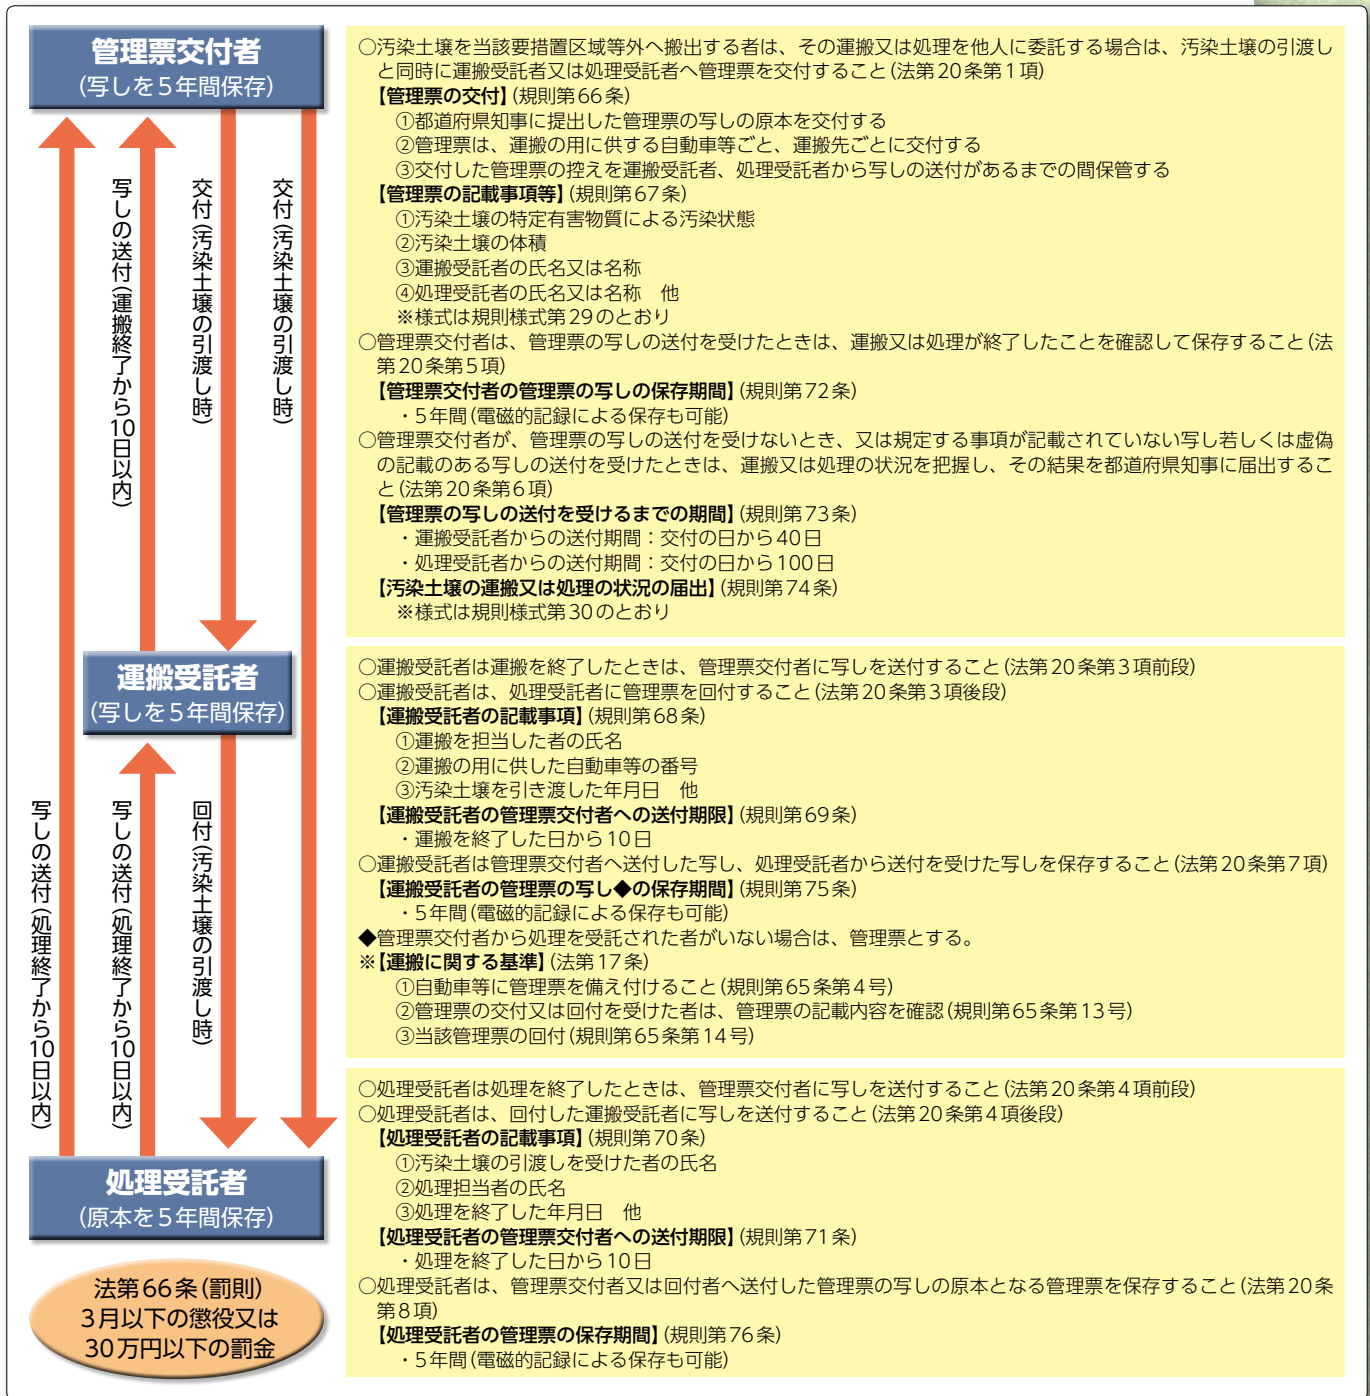 管理票交付者
(写しを5年間保存)
写しの送付(運搬終了から10日以内)
交付(汚染土壌の引渡し時)
交付(汚染土壌の引渡し時)
運搬受託者
(写しを5年間保存)
写しの送付(処理終了から10日以内)
写しの送付(処理終了から10日以内)
回付(汚染土壌の引渡し時)
処理受託者
(原本を5年間保存)
法第66条(罰則)
3月以下の懲役又は
30万円以下の罰金
○汚染土壌を当該要措置区域等外へ搬出する者は、その運搬又は処理を他人に委託する場合は、汚染土壌の引渡し
と同時に運搬受託者又は処理受託者へ管理票を交付すること(法第20条第1項)
【管理票の交付】(規則第66条)
①都道府県知事に提出した管理票の写しの原本を交付する
②管理票は、運搬の用に供する自動車等ごと、運搬先ごとに交付する
③交付した管理票の控えを運搬受託者、処理受託者から写しの送付があるまでの間保管する
【管理票の記載事項等】(規則第67条)
①汚染土壌の特定有害物質による汚染状態
②汚染土壌の体積
③運搬受託者の氏名又は名称
④処理受託者の氏名又は名称 他
※様式は規則様式第29のとおり
○管理票交付者は、管理票の写しの送付を受けたときは、運搬又は処理が終了したことを確認して保存すること(法
第20条第5項)
【管理票交付者の管理票の写しの保存期間】(規則第72条)
・5年間(電磁的記録による保存も可能)
○管理票交付者が、管理票の写しの送付を受けないとき、又は規定する事項が記載されていない写し若しくは虚偽
の記載のある写しの送付を受けたときは、運搬又は処理の状況を把握し、その結果を都道府県知事に届出するこ
と(法第20条第6項)
【管理票の写しの送付を受けるまでの期間】(規則第73条)
・運搬受託者からの送付期間：交付の日から40日
・処理受託者からの送付期間：交付の日から100日
【汚染土壌の運搬又は処理の状況の届出】(規則第74条)
※様式は規則様式第30のとおり
○運搬受託者は運搬を終了したときは、管理票交付者に写しを送付すること(法第20条第3項前段)
○運搬受託者は、処理受託者に管理票を回付すること(法第20条第3項後段)
【運搬受託者の記載事項】(規則第68条)
①運搬を担当した者の氏名
②運搬の用に供した自動車等の番号
③汚染土壌を引き渡した年月日 他
【運搬受託者の管理票交付者への送付期限】(規則第69条)
・運搬を終了した日から10日
○運搬受託者は管理票交付者へ送付した写し、処理受託者から送付を受けた写しを保存すること(法第20条第7項)
【運搬受託者の管理票の写し◆の保存期間】(規則第75条)
・5年間(電磁的記録による保存も可能)
◆管理票交付者から処理を受託された者がいない場合は、管理票とする。
※【運搬に関する基準】(法第17条)
①自動車等に管理票を備え付けること(規則第65条第4号)
②管理票の交付又は回付を受けた者は、管理票の記載内容を確認(規則第65条第13号)
③当該管理票の回付(規則第65条第14号)
○処理受託者は処理を終了したときは、管理票交付者に写しを送付すること(法第20条第4項前段)
○処理受託者は、回付した運搬受託者に写しを送付すること(法第20条第4項後段)
【処理受託者の記載事項】(規則第70条)
①汚染土壌の引渡しを受けた者の氏名
②処理担当者の氏名
③処理を終了した年月日 他
【処理受託者の管理票交付者への送付期限】(規則第71条)
・処理を終了した日から10日
○処理受託者は、管理票交付者又は回付者へ送付した管理票の写しの原本となる管理票を保存すること(法第20条
第8項)
【処理受託者の管理票の保存期間】(規則第76条)
・5年間(電磁的記録による保存も可能)